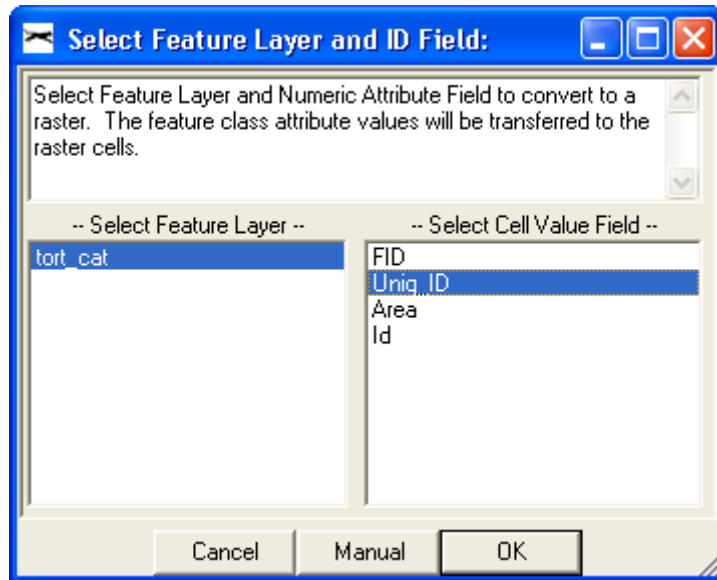 Select Feature Layer and ID Field:
Select Feature Layer and Numeric Attribute Field to convert to a
raster. The feature class attribute values will be transferred to the
raster cells.
-- Select Feature Layer --
-- Select Cell Value Field --
tort_cat
FID
Uniq_ID
Area
Id
Cancel
Manual
OK